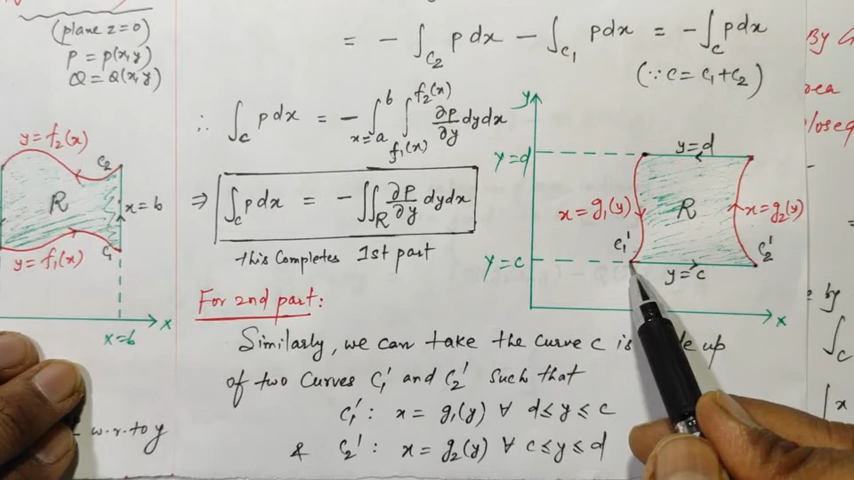 (plane z=0)
P = P(x,y)
Q = Q(x,y)
y=f₂(x)
C₂
R
x=b
C₁
y=f₁(x)
x
x=b
w.r.to y
= - ∫_{C₂} P dx - ∫_{C₁} P dx = - ∫_C P dx
(∵ C = C₁+C₂)
∴ ∫_C P dx = - ∫_{x=a}^{b} ∫_{f₁(x)}^{f₂(x)} ∂P/∂y dy dx
⇒ ∫_C P dx = - ∬_R ∂P/∂y dy dx
This Completes 1st part
For 2nd part:
Similarly, we can take the curve C is up
of two Curves C₁' and C₂' such that
C₁' : x = g₁(y) ∀ d ≤ y ≤ c
& C₂' : x = g₂(y) ∀ c ≤ y ≤ d
y
y=d
y=d
x=g₁(y)
R
x=g₂(y)
C₁'
C₂'
y=c
y=c
x
By
by
∫_C